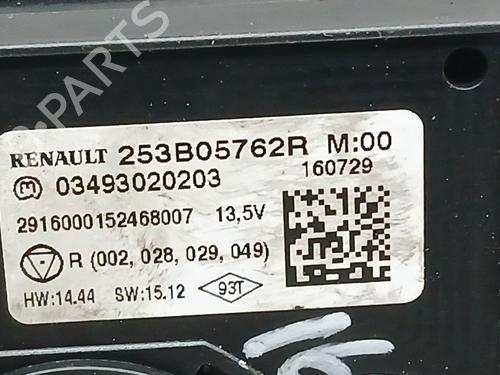 RENAULT 253B05762R M:00
03493020203 160729
2916000152468007 13,5V
R (002, 028, 029, 049)
HW:14.44 SW:15.12 93T